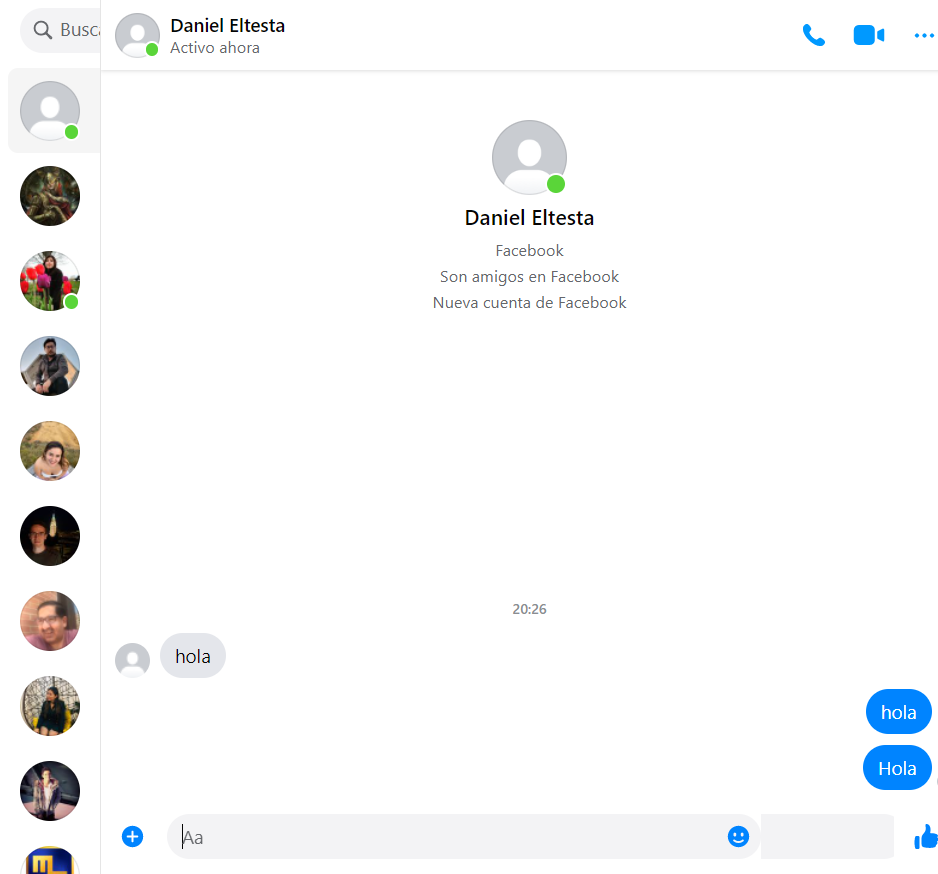 Busca
Daniel Eltesta
Activo ahora
Daniel Eltesta
Facebook
Son amigos en Facebook
Nueva cuenta de Facebook
20:26
hola
hola
Hola
Aa